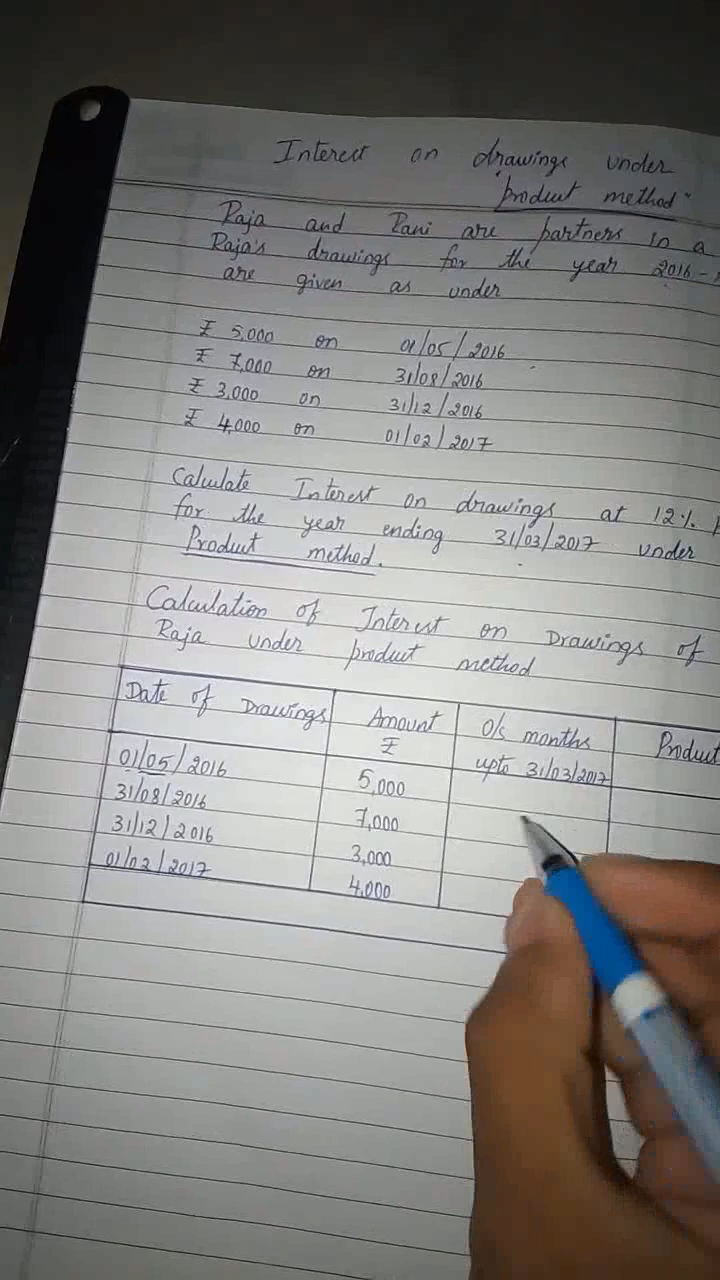 Interest on drawings under
product method"
Raja and Rani are partners in a
Raja's drawings for the year 2016-
are given as under
₹ 5,000 on 01/05/2016
₹ 7,000 on 31/08/2016
₹ 3,000 on 31/12/2016
₹ 4,000 on 01/02/2017
Calculate Interest on drawings at 12%
for the year ending 31/03/2017 under
Product method.
Calculation of Interest on Drawings of
Raja under product method
Date of Drawings Amount ₹ O/s months upto 31/03/2017 Product
01/05/2016 5,000
31/08/2016 7,000
31/12/2016 3,000
01/02/2017 4,000